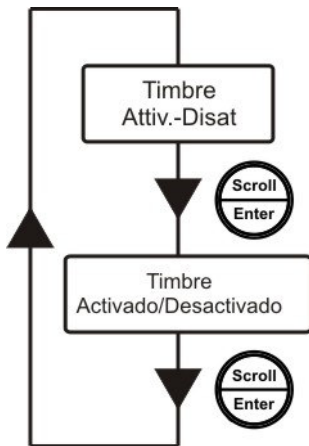 Timbre
Attiv.-Disat
Scroll
Enter
Timbre
Activado/Desactivado
Scroll
Enter